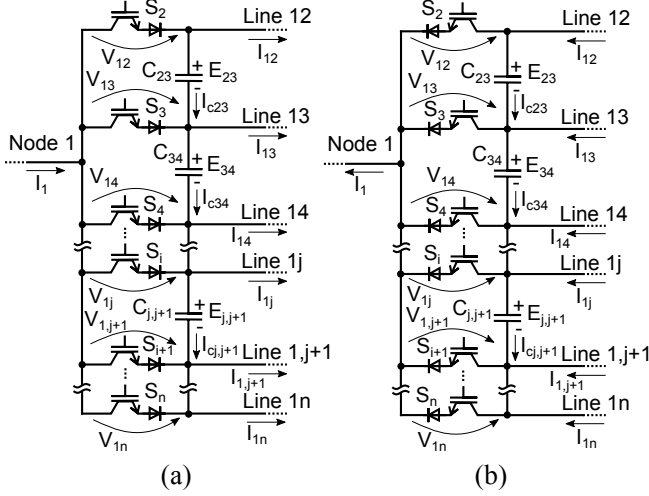 S2
Line 12
V12
I12
C23
+
E23
-
V13
Ic23
S3
Line 13
Node 1
I13
C34
+
E34
-
I1
V14
Ic34
S4
Line 14
I14
Si
Line 1j
V1j
I1j
Cj,j+1
+
Ej,j+1
-
V1,j+1
Icj,j+1
Si+1
Line 1,j+1
I1,j+1
Sn
Line 1n
V1n
I1n
(a)
S2
Line 12
V12
I12
C23
+
E23
-
V13
Ic23
S3
Line 13
Node 1
I13
C34
+
E34
-
I1
V14
Ic34
S4
Line 14
I14
Si
Line 1j
V1j
I1j
Cj,j+1
+
Ej,j+1
-
V1,j+1
Icj,j+1
Si+1
Line 1,j+1
I1,j+1
Sn
Line 1n
V1n
I1n
(b)